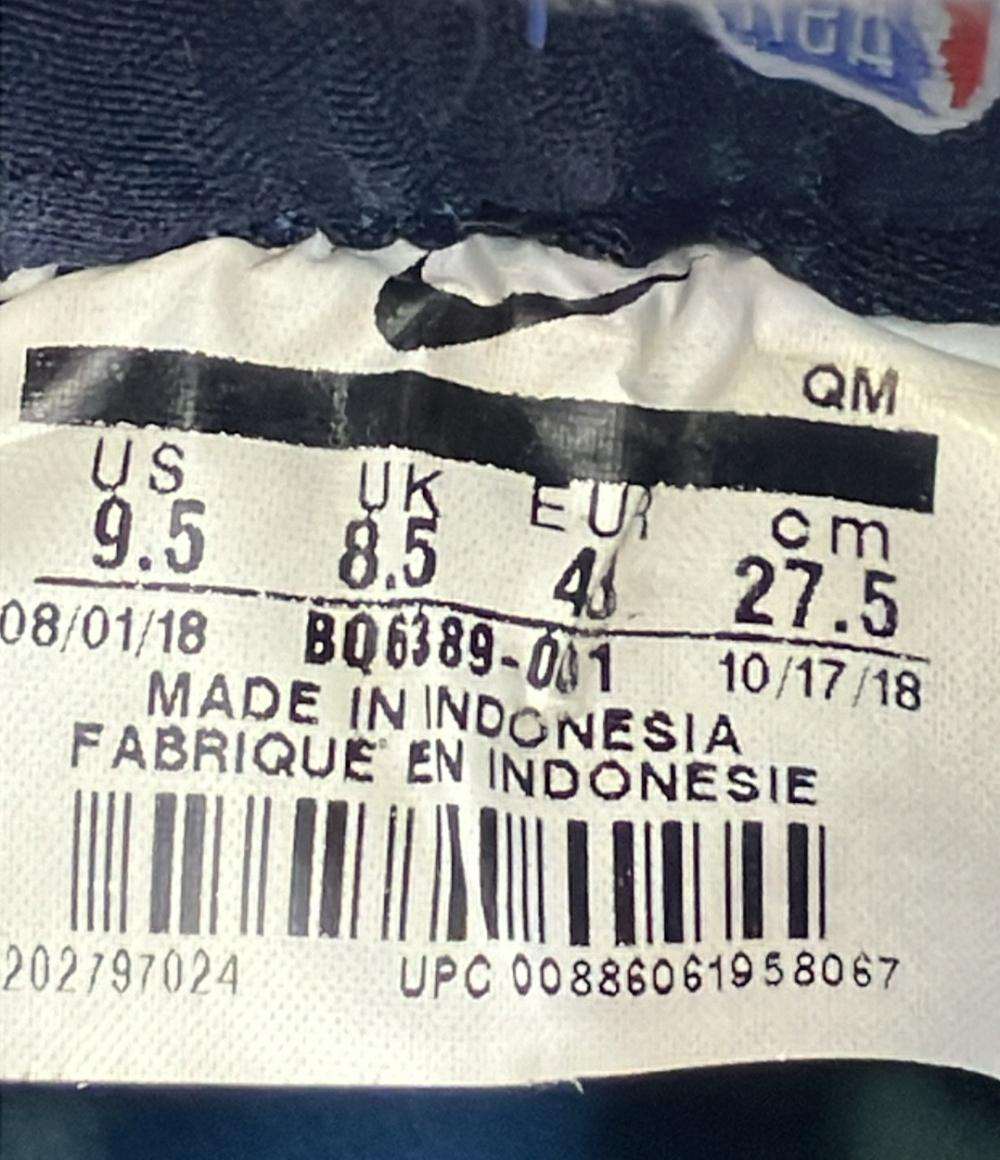 QM
US UK EUR cm
9.5 8.5 43 27.5
08/01/18 BQ6389-001 10/17/18
MADE IN INDONESIA
FABRIQUE EN INDONESIE
202797024 UPC 00886061958067